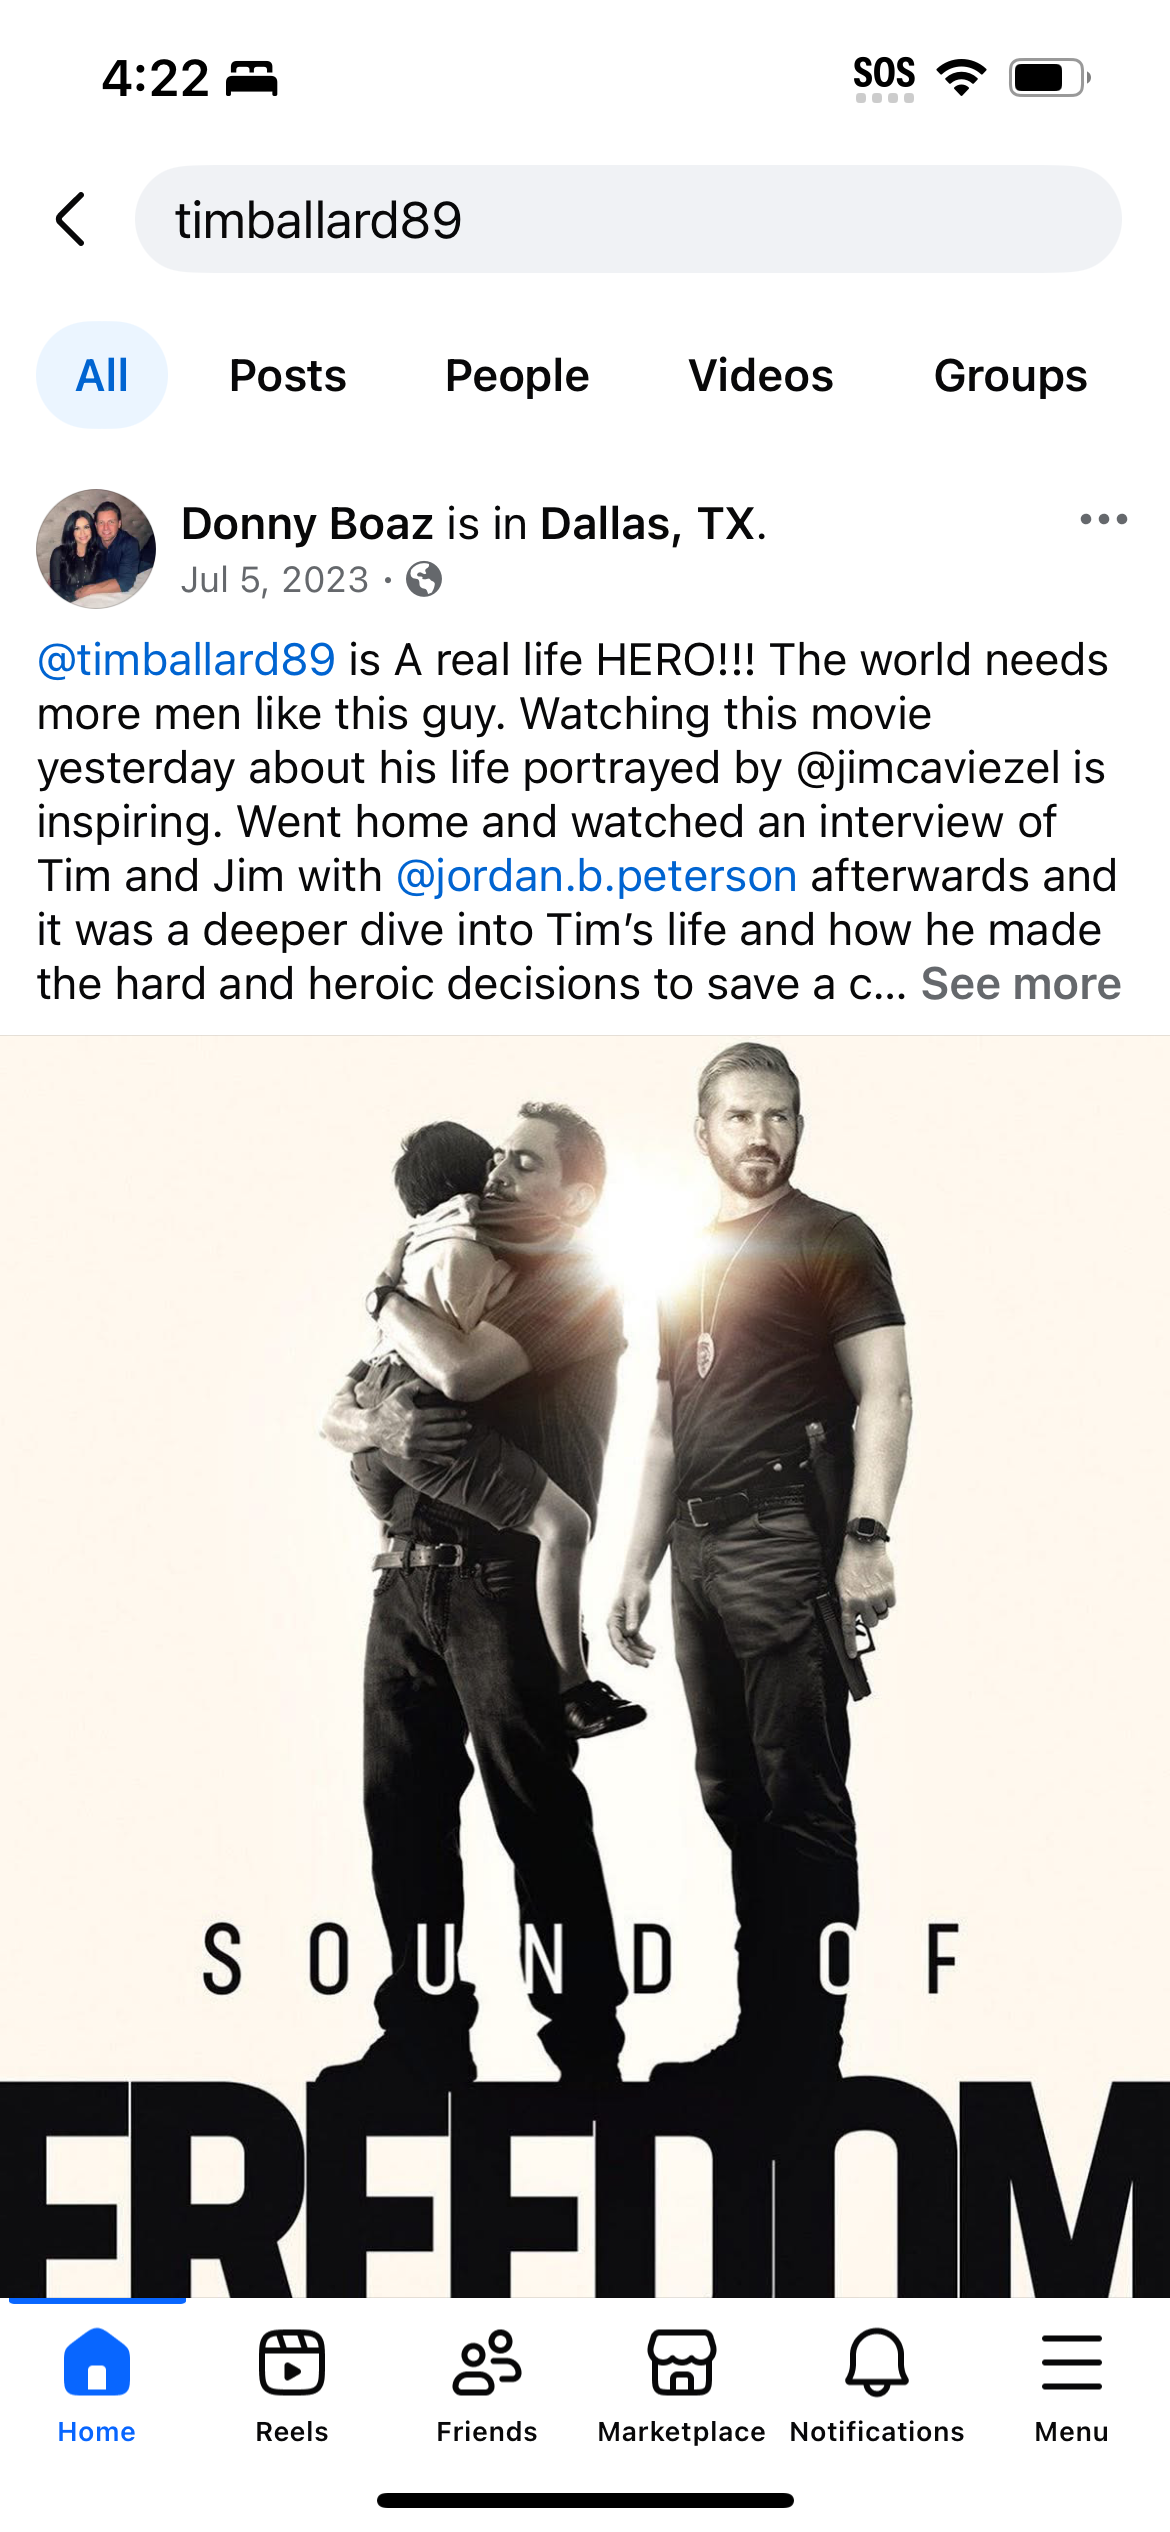 4:22
SOS
timballard89
All Posts People Videos Groups
Donny Boaz is in Dallas, TX.
Jul 5, 2023 ·
@timballard89 is A real life HERO!!! The world needs
more men like this guy. Watching this movie
yesterday about his life portrayed by @jimcaviezel is
inspiring. Went home and watched an interview of
Tim and Jim with @jordan.b.peterson afterwards and
it was a deeper dive into Tim’s life and how he made
the hard and heroic decisions to save a c... See more
SOUND OF
FREEDOM
Home Reels Friends Marketplace Notifications Menu